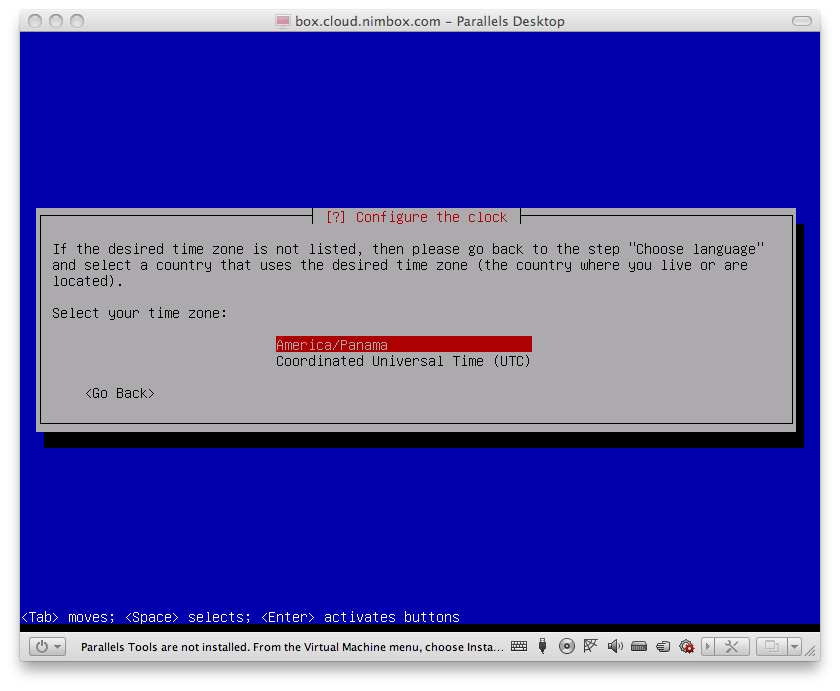 box.cloud.nimbox.com – Parallels Desktop
[?] Configure the clock
If the desired time zone is not listed, then please go back to the step "Choose language"
and select a country that uses the desired time zone (the country where you live or are
located).
Select your time zone:
America/Panama
Coordinated Universal Time (UTC)
<Go Back>
<Tab> moves; <Space> selects; <Enter> activates buttons
Parallels Tools are not installed. From the Virtual Machine menu, choose Insta...